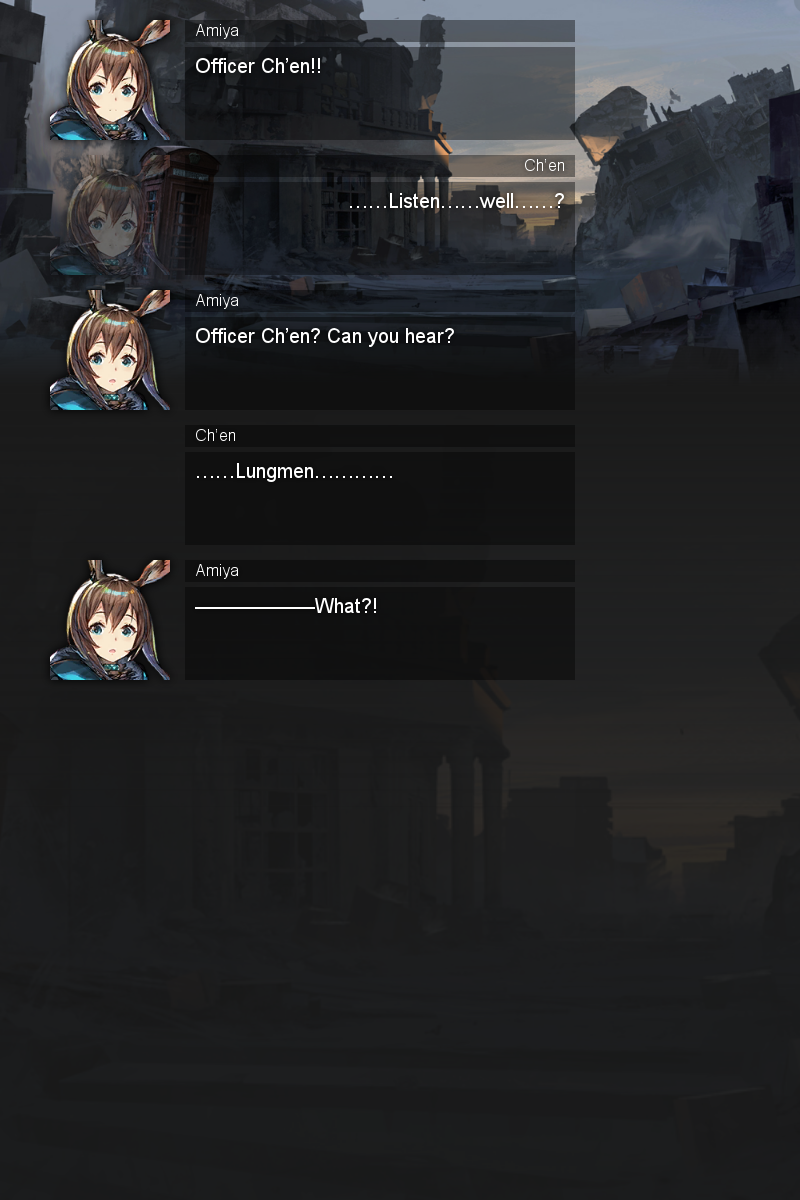 Amiya
Officer Ch'en!!
Ch'en
……Listen……well……?
Amiya
Officer Ch'en? Can you hear?
Ch'en
……Lungmen…………
Amiya
——————What?!